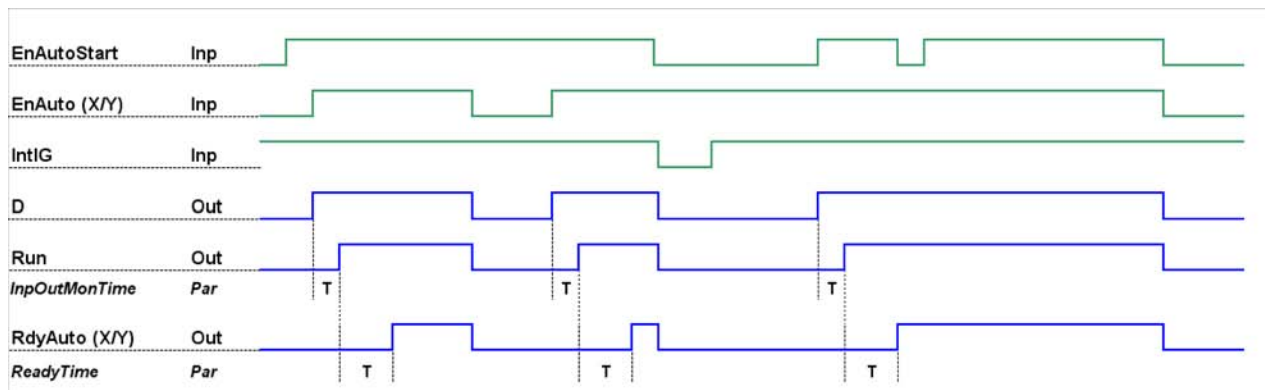 EnAutoStart Inp
EnAuto (X/Y) Inp
IntIG Inp
D Out
Run Out
InpOutMonTime Par T T T
RdyAuto (X/Y) Out
ReadyTime Par T T T